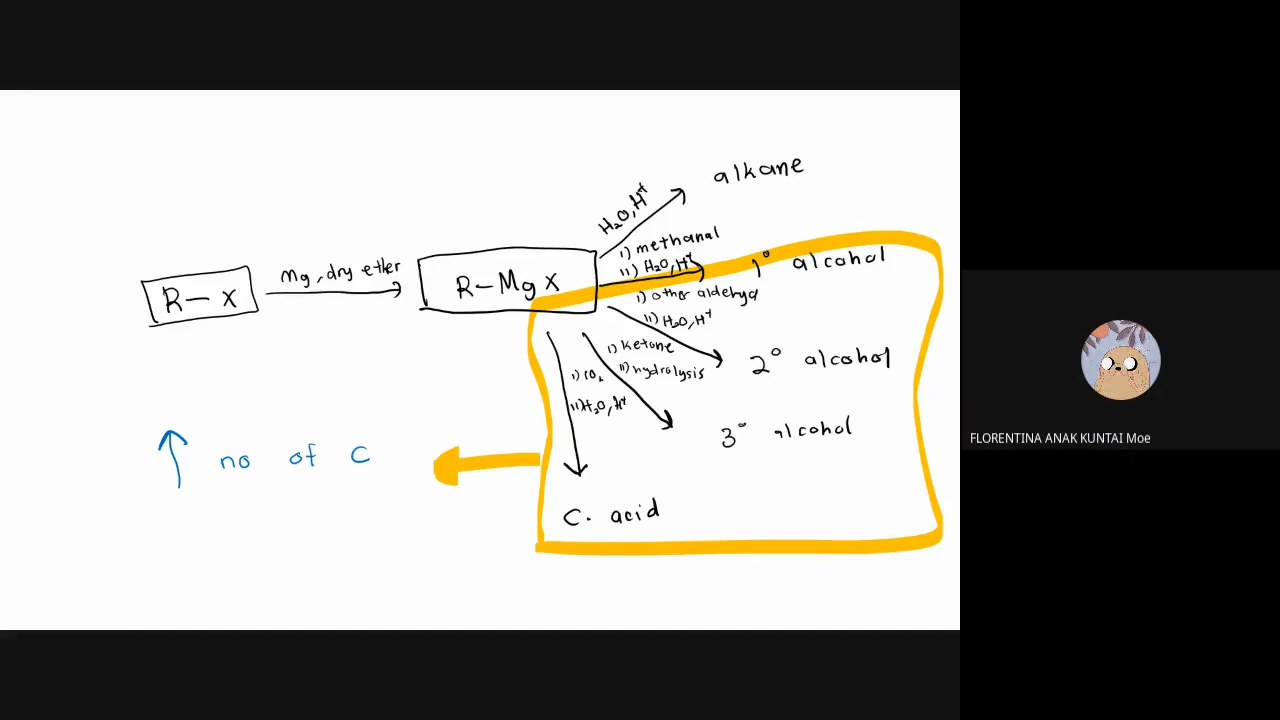 alkane
H₂O, H⁺
i) methanal
ii) H₂O, H⁺
1° alcohol
R - x
Mg, dry ether
R - Mg x
i) other aldehyd
ii) H₂O, H⁺
2° alcohol
i) Ketone
ii) hydrolysis
3° alcohol
i) CO₂
ii) H₂O, H⁺
C. acid
↑ no of C
FLORENTINA ANAK KUNTAI Moe